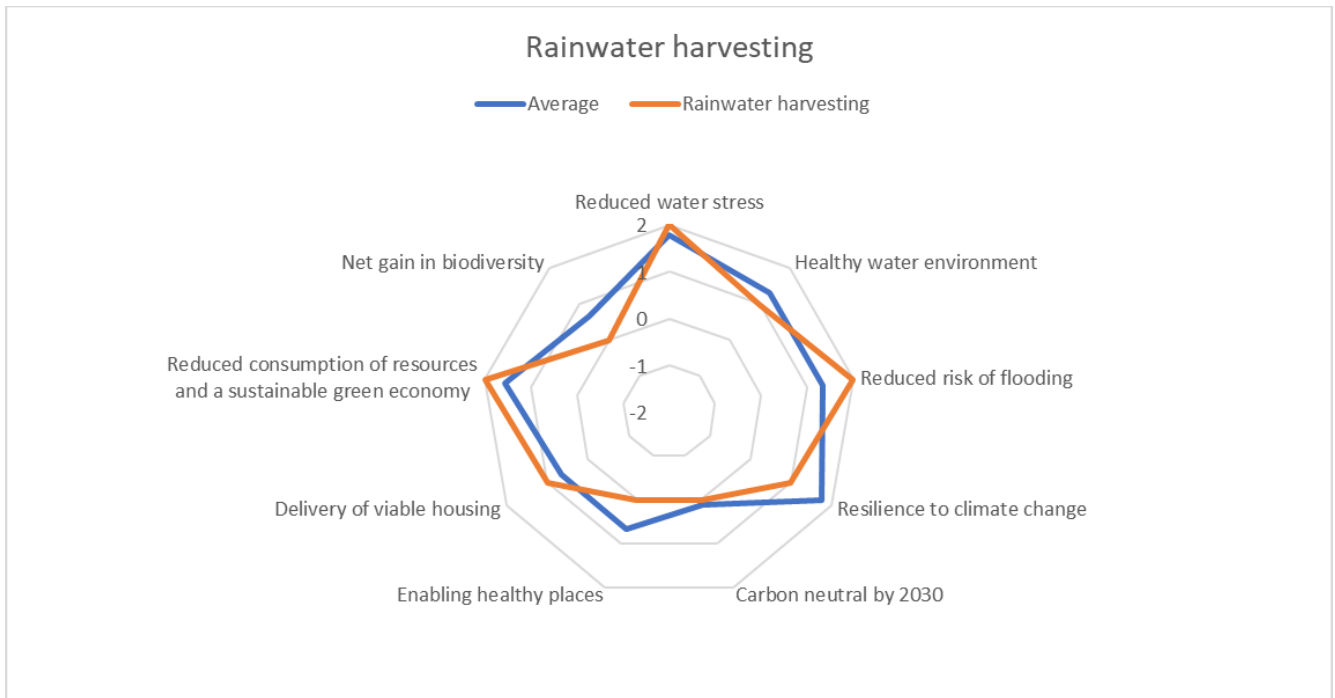 Rainwater harvesting
Average
Rainwater harvesting
Reduced water stress
2
1
0
-1
-2
Healthy water environment
Reduced risk of flooding
Resilience to climate change
Carbon neutral by 2030
Enabling healthy places
Delivery of viable housing
Reduced consumption of resources
and a sustainable green economy
Net gain in biodiversity